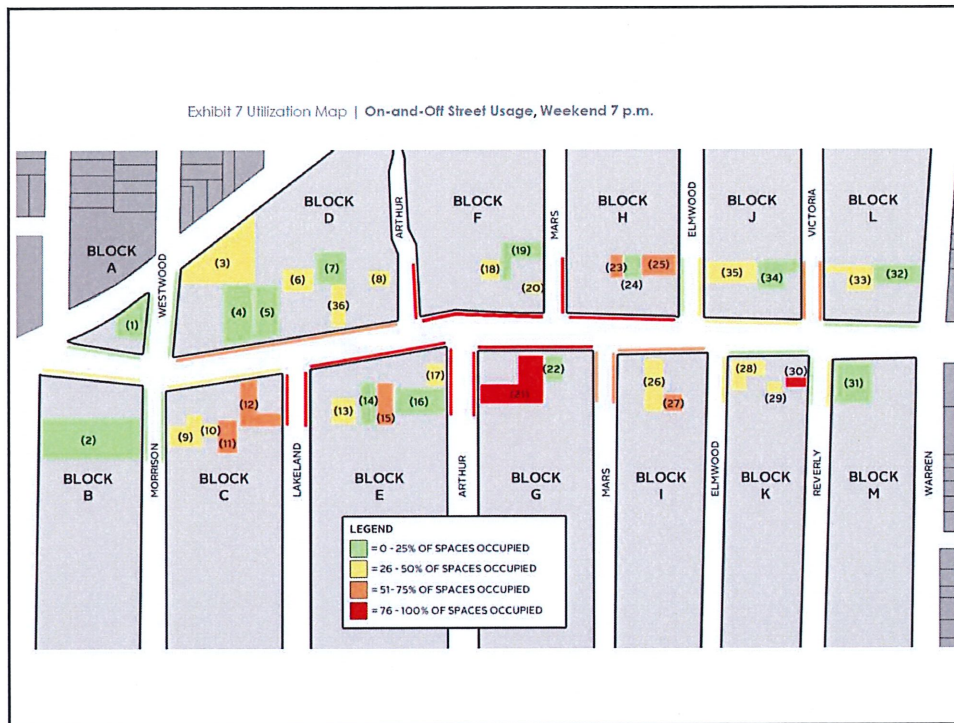 Exhibit 7 Utilization Map | On-and-Off Street Usage, Weekend 7 p.m.
BLOCK
A
WESTWOOD
BLOCK
D
ARTHUR
BLOCK
F
MARS
BLOCK
H
ELMWOOD
BLOCK
J
VICTORIA
BLOCK
L
(1)
(3)
(4)
(5)
(6)
(7)
(36)
(8)
(18)
(19)
(20)
(23)
(24)
(25)
(35)
(34)
(33)
(32)
(2)
(9)
(10)
(11)
(12)
(13)
(14)
(15)
(16)
(17)
(21)
(22)
(26)
(27)
(28)
(29)
(30)
(31)
BLOCK
B
MORRISON
BLOCK
C
LAKELAND
BLOCK
E
ARTHUR
BLOCK
G
MARS
BLOCK
I
ELMWOOD
BLOCK
K
REVERLY
BLOCK
M
WARREN
LEGEND
= 0 - 25% OF SPACES OCCUPIED
= 26 - 50% OF SPACES OCCUPIED
= 51-75% OF SPACES OCCUPIED
= 76 - 100% OF SPACES OCCUPIED